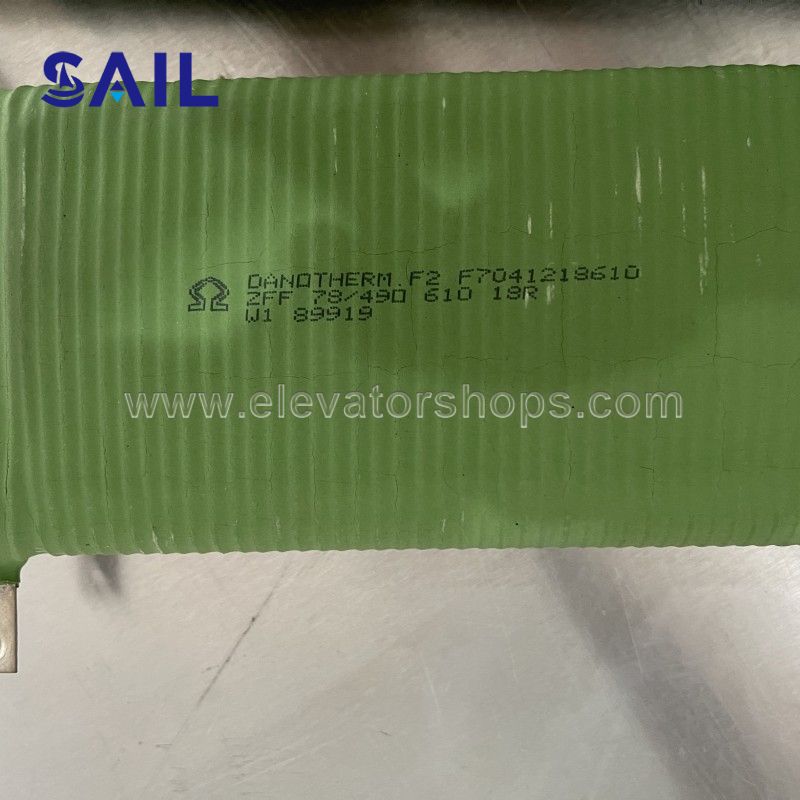 SAIL
DANOTHERM.F2 F7041218610
ZFF 78/490 610 18R
W1 89919
www.elevatorshops.com